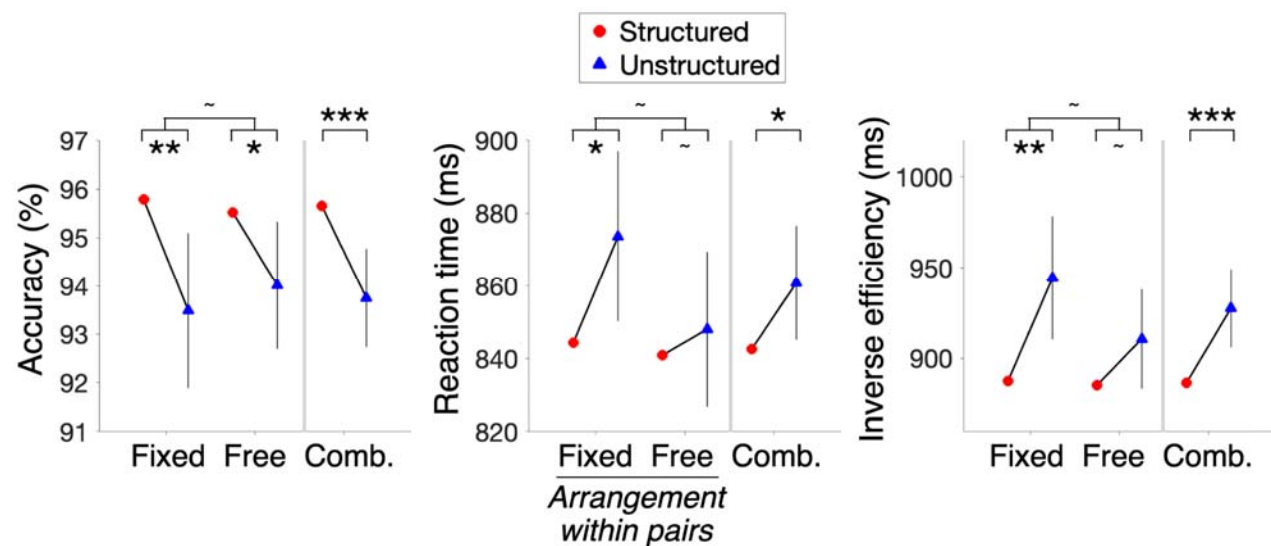 Structured
Unstructured
~ ***
** *
Accuracy (%)
97
96
95
94
93
92
91
Fixed Free Comb.
~ *
* ~
Reaction time (ms)
900
880
860
840
820
Fixed Free Comb.
Arrangement
within pairs
~ ***
** ~
Inverse efficiency (ms)
1000
950
900
Fixed Free Comb.